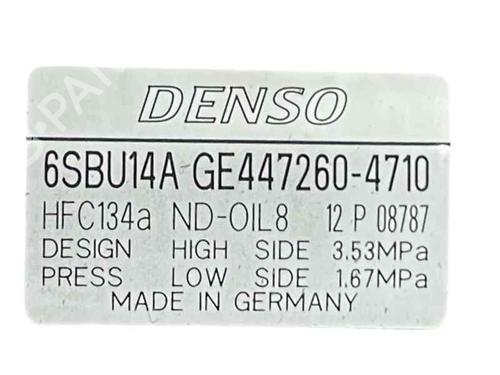 DENSO
6SBU14A GE447260-4710
HFC134a ND-OIL8 12 P 08787
DESIGN HIGH SIDE 3.53MPa
PRESS LOW SIDE 1.67MPa
MADE IN GERMANY